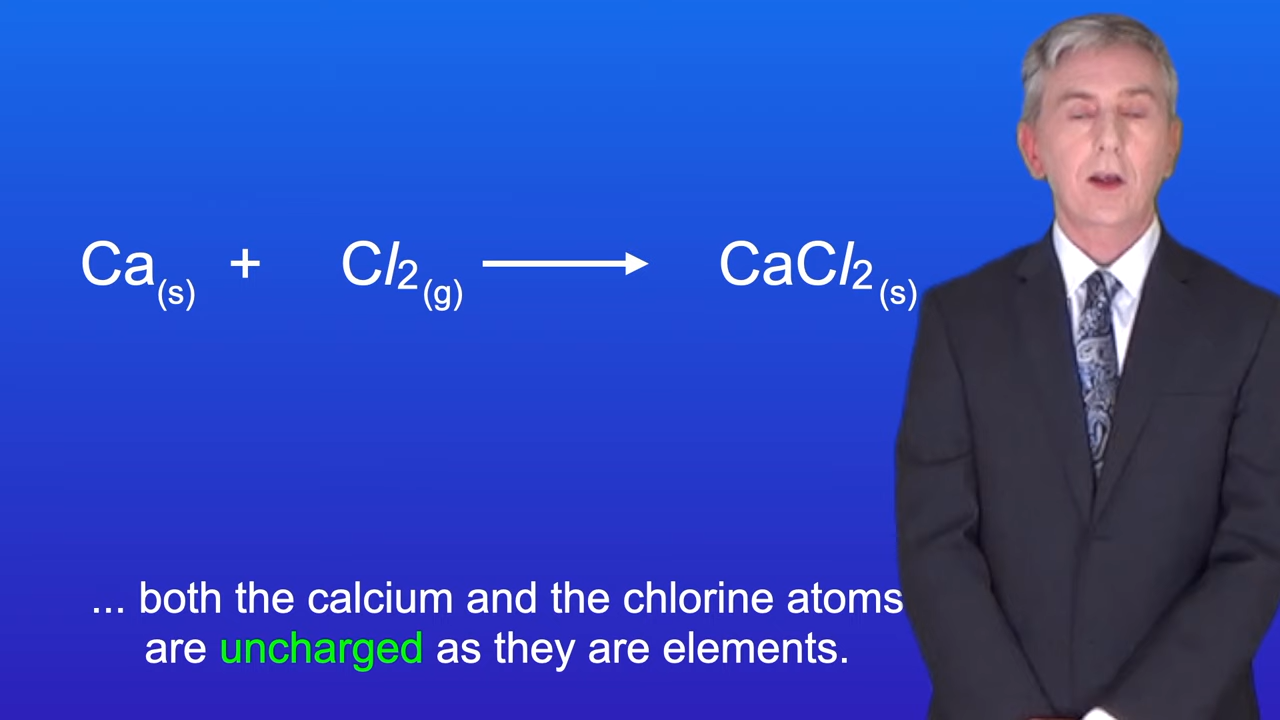 Ca(s) + Cl2(g) ⟶ CaCl2(s)
... both the calcium and the chlorine atoms
are uncharged as they are elements.